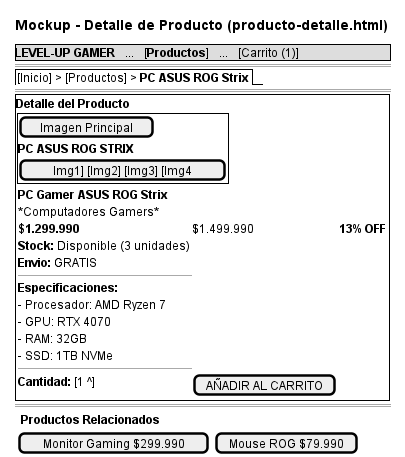 Mockup - Detalle de Producto (producto-detalle.html)
LEVEL-UP GAMER ... [Productos] ... [Carrito (1)]
[Inicio] > [Productos] > PC ASUS ROG Strix
Detalle del Producto
Imagen Principal
PC ASUS ROG STRIX
Img1] [Img2] [Img3] [Img4
PC Gamer ASUS ROG Strix
*Computadores Gamers*
$1.299.990 $1.499.990 13% OFF
Stock: Disponible (3 unidades)
Envio: GRATIS
Especificaciones:
- Procesador: AMD Ryzen 7
- GPU: RTX 4070
- RAM: 32GB
- SSD: 1TB NVMe
Cantidad: [1 ^] AÑADIR AL CARRITO
Productos Relacionados
Monitor Gaming $299.990 Mouse ROG $79.990